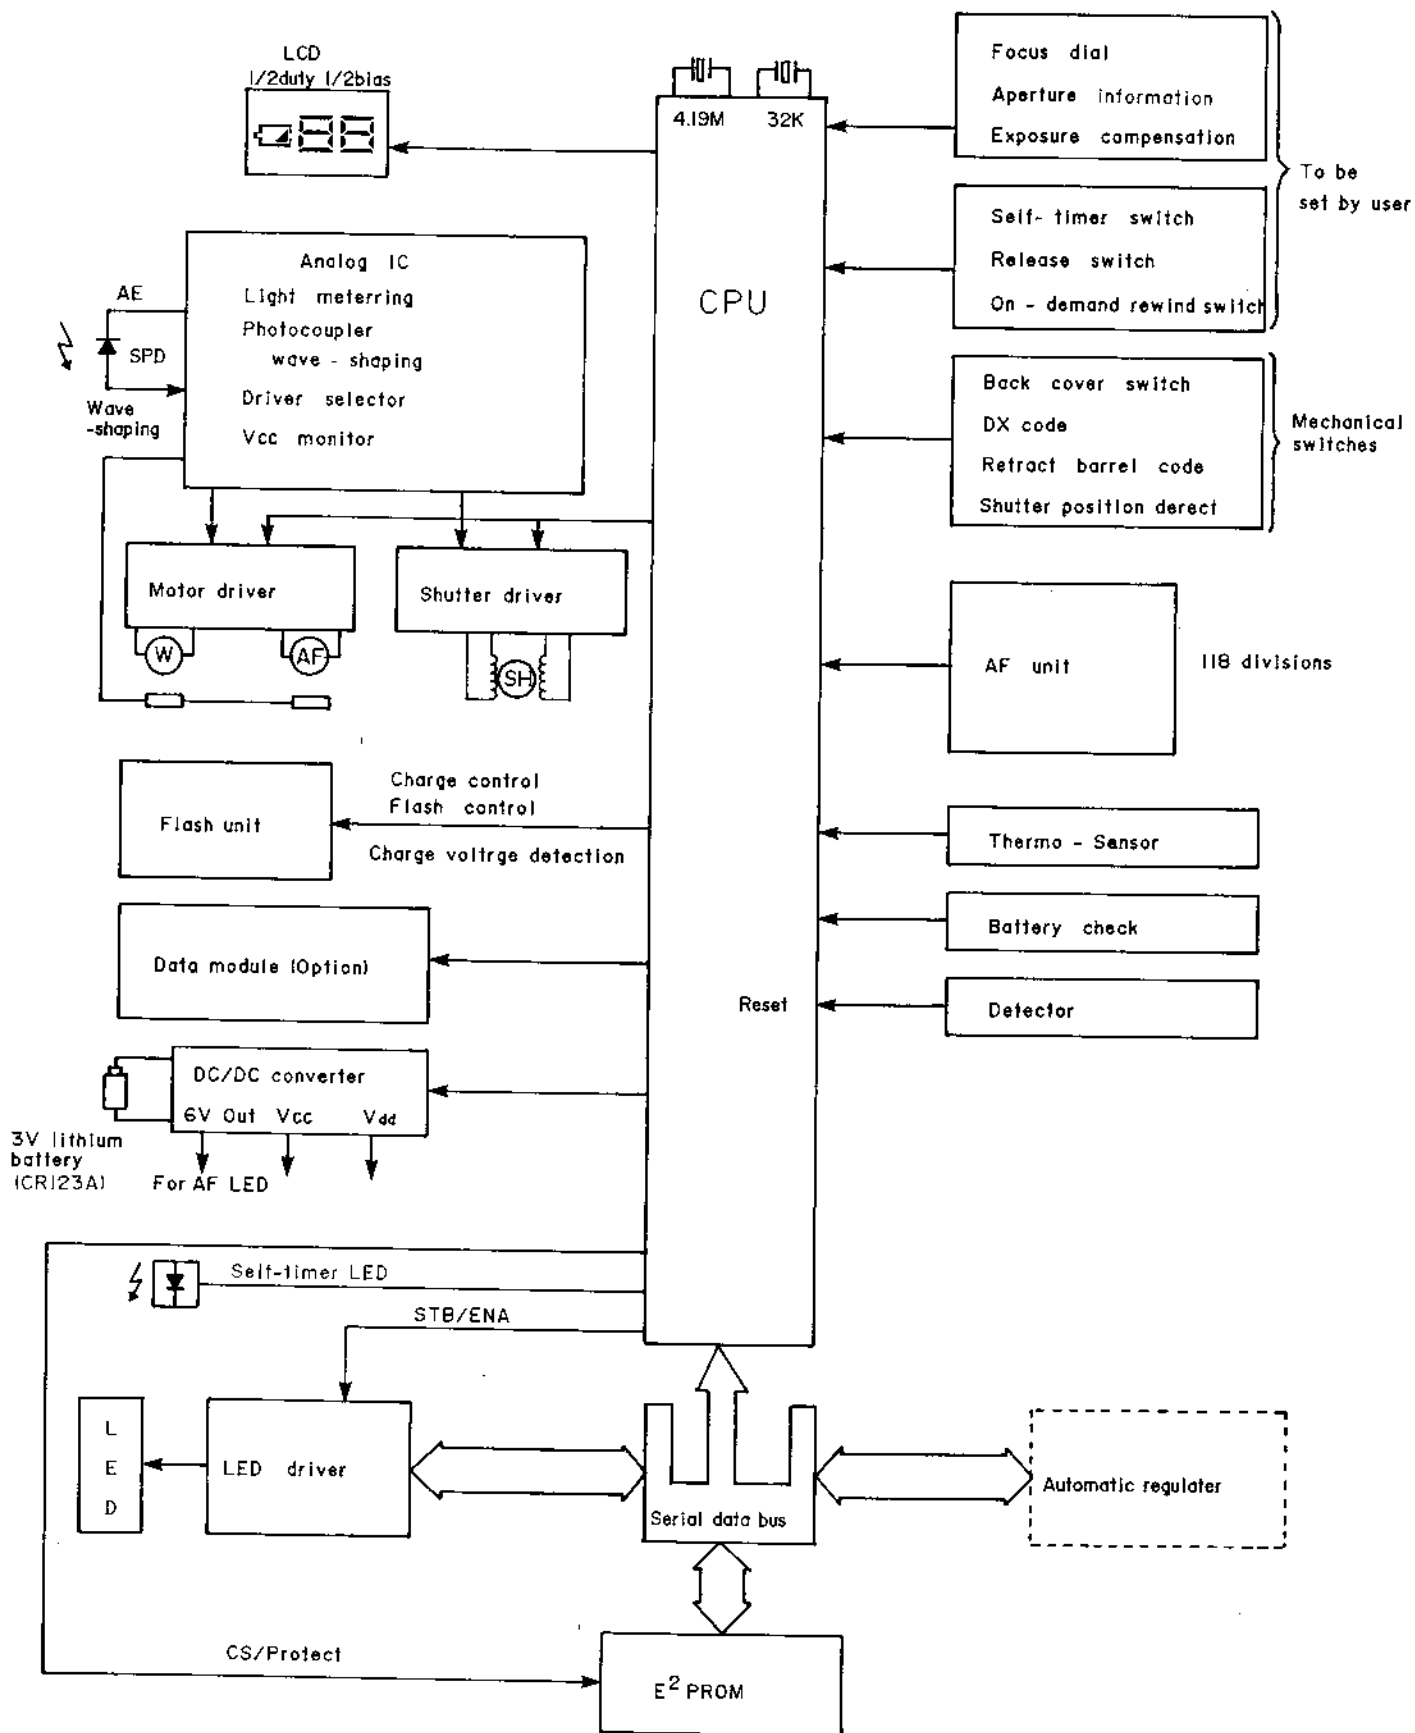 LCD
1/2duty 1/2bias
4.19M 32K
CPU
Reset
Focus dial
Aperture information
Exposure compensation
Self-timer switch
Release switch
On-demand rewind switch
To be
set by user
Back cover switch
DX code
Retract barrel code
Shutter position derect
Mechanical
switches
Analog IC
Light meterring
Photocoupler
wave-shaping
Driver selector
Vcc monitor
AE
SPD
Wave
-shaping
Motor driver
W
AF
Shutter driver
SH
AF unit
118 divisions
Flash unit
Charge control
Flash control
Charge voltrge detection
Thermo-Sensor
Battery check
Detector
Data module (Option)
DC/DC converter
6V Out Vcc Vdd
3V lithium
battery
(CR123A)
For AF LED
Self-timer LED
STB/ENA
LED
LED driver
Serial data bus
Automatic regulater
CS/Protect
E² PROM